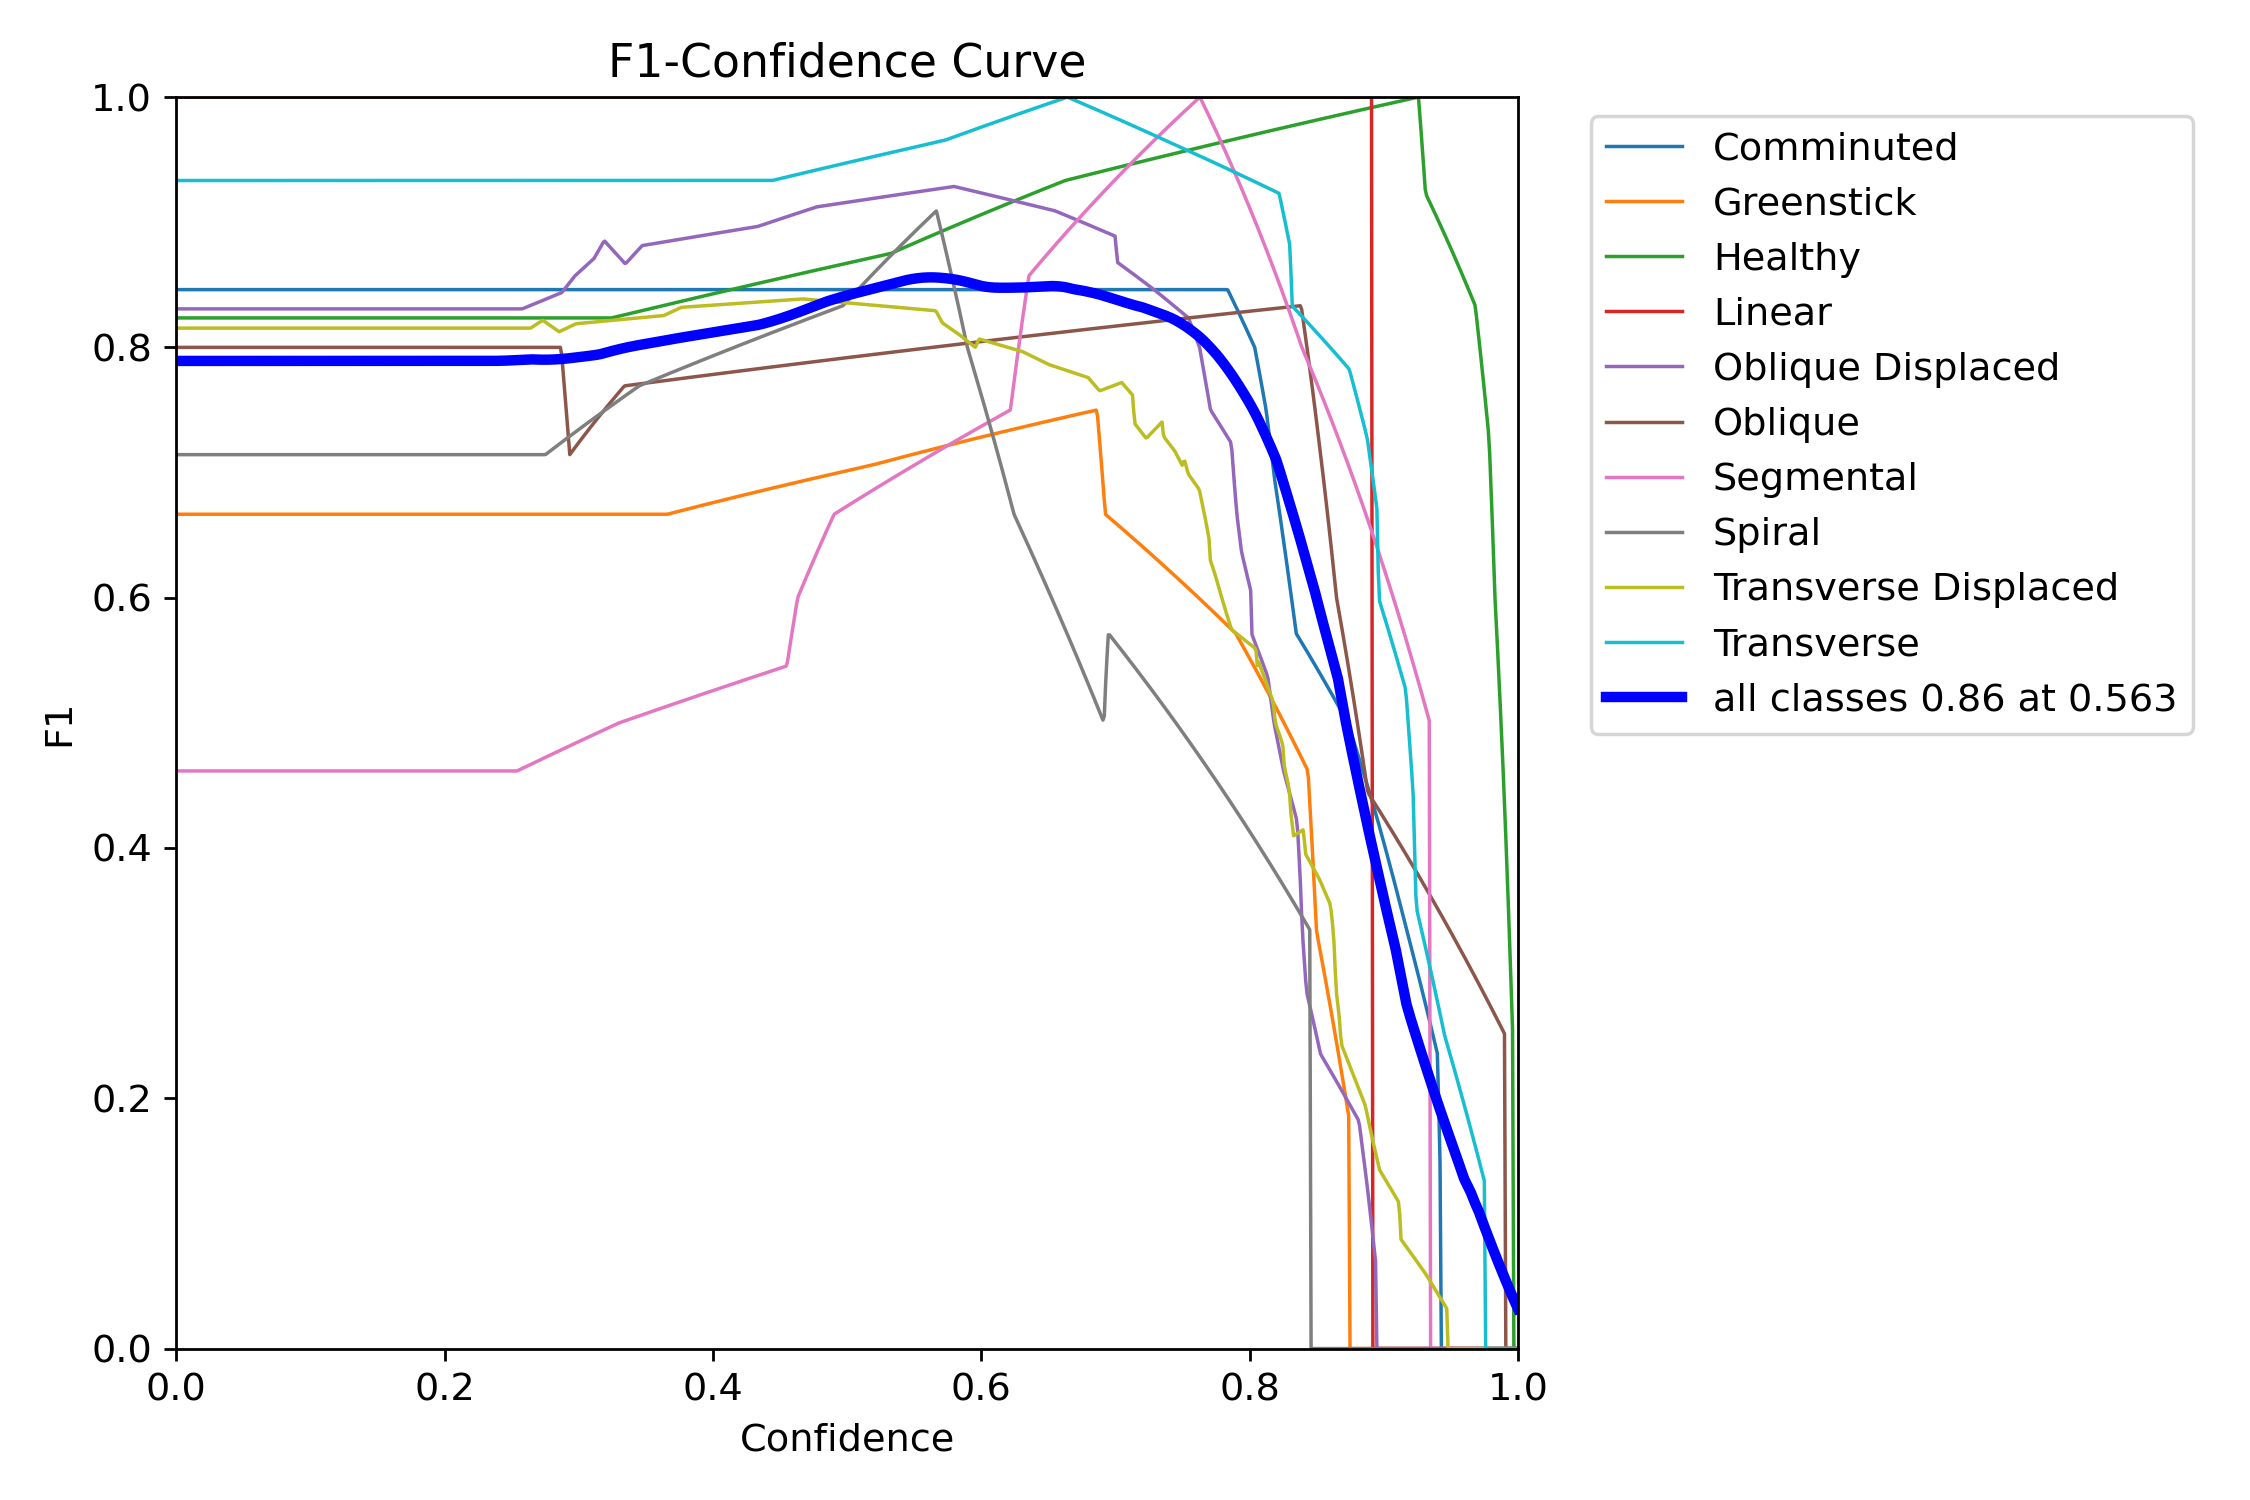 F1-Confidence Curve
1.0
0.8
0.6
0.4
0.2
0.0
F1
0.0 0.2 0.4 0.6 0.8 1.0
Confidence
Comminuted
Greenstick
Healthy
Linear
Oblique Displaced
Oblique
Segmental
Spiral
Transverse Displaced
Transverse
all classes 0.86 at 0.563